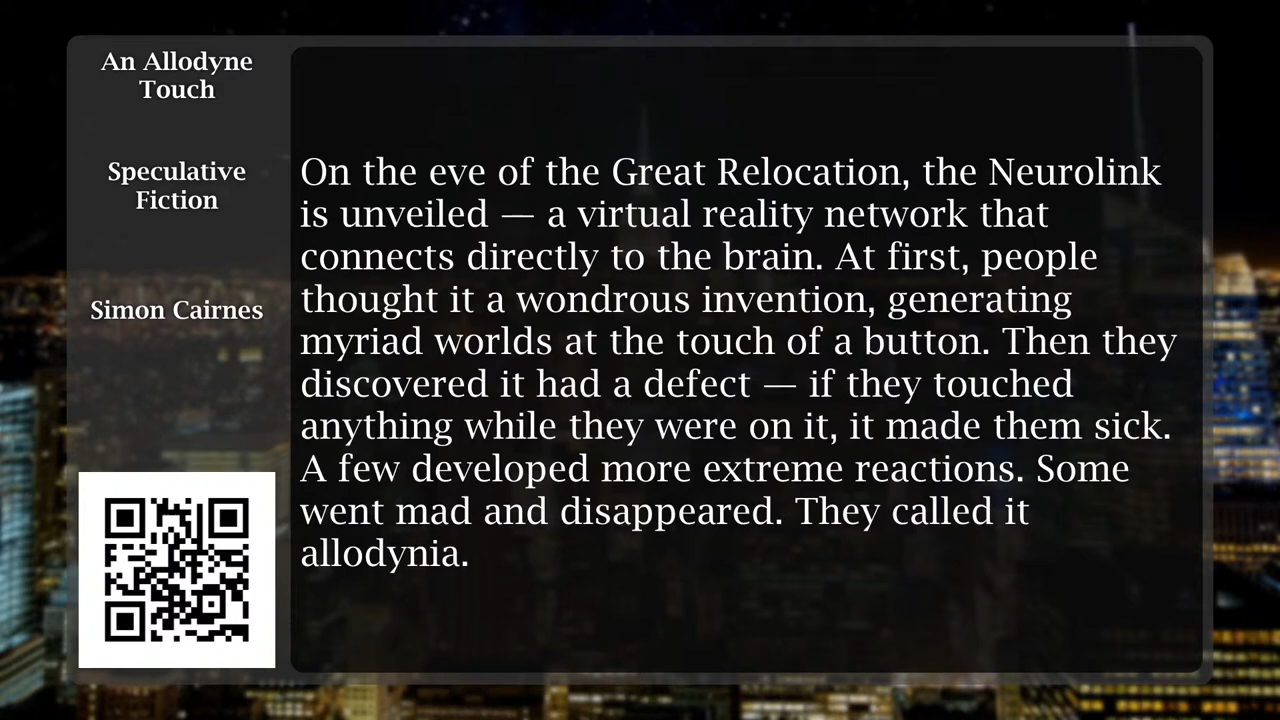 An Allodyne
Touch
Speculative
Fiction
Simon Cairnes
On the eve of the Great Relocation, the Neurolink
is unveiled — a virtual reality network that
connects directly to the brain. At first, people
thought it a wondrous invention, generating
myriad worlds at the touch of a button. Then they
discovered it had a defect — if they touched
anything while they were on it, it made them sick.
A few developed more extreme reactions. Some
went mad and disappeared. They called it
allodynia.